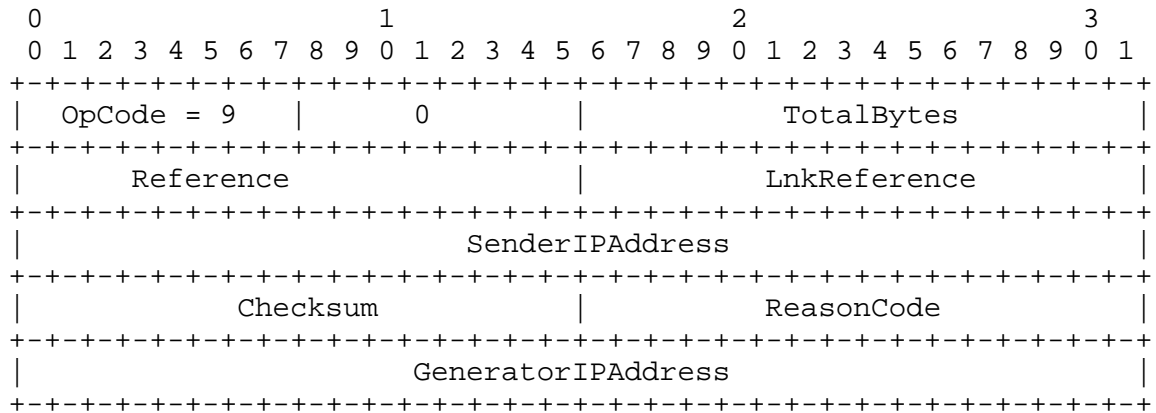 0                   1                   2                   3
 0 1 2 3 4 5 6 7 8 9 0 1 2 3 4 5 6 7 8 9 0 1 2 3 4 5 6 7 8 9 0 1
+-+-+-+-+-+-+-+-+-+-+-+-+-+-+-+-+-+-+-+-+-+-+-+-+-+-+-+-+-+-+-+-+
|  OpCode = 9   |      0        |           TotalBytes          |
+-+-+-+-+-+-+-+-+-+-+-+-+-+-+-+-+-+-+-+-+-+-+-+-+-+-+-+-+-+-+-+-+
|      Reference                |          LnkReference         |
+-+-+-+-+-+-+-+-+-+-+-+-+-+-+-+-+-+-+-+-+-+-+-+-+-+-+-+-+-+-+-+-+
|                         SenderIPAddress                       |
+-+-+-+-+-+-+-+-+-+-+-+-+-+-+-+-+-+-+-+-+-+-+-+-+-+-+-+-+-+-+-+-+
|            Checksum           |          ReasonCode           |
+-+-+-+-+-+-+-+-+-+-+-+-+-+-+-+-+-+-+-+-+-+-+-+-+-+-+-+-+-+-+-+-+
|                      GeneratorIPAddress                       |
+-+-+-+-+-+-+-+-+-+-+-+-+-+-+-+-+-+-+-+-+-+-+-+-+-+-+-+-+-+-+-+-+